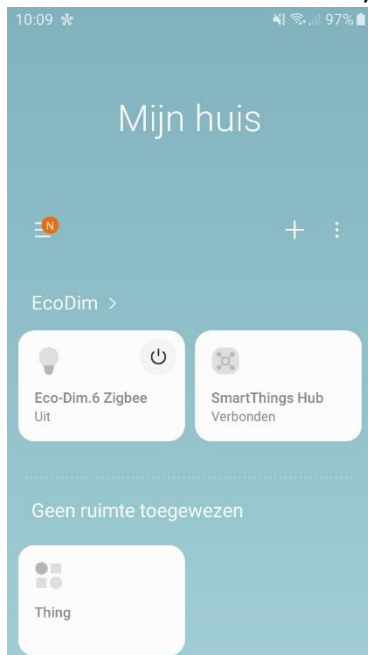 10:09 97%
Mijn huis
N
EcoDim >
Eco-Dim.6 Zigbee
Uit
SmartThings Hub
Verbonden
Geen ruimte toegewezen
Thing